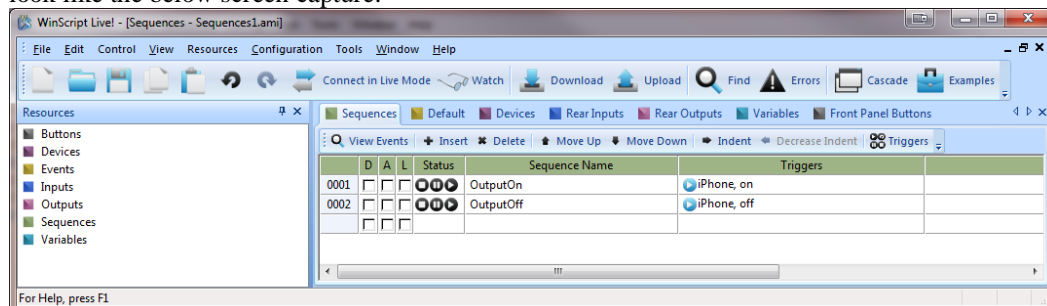 look like the below screen capture.
WinScript Live! - [Sequences - Sequences1.ami]
File Edit Control View Resources Configuration Tools Window Help
Connect in Live Mode Watch Download Upload Find Errors Cascade Examples
Resources
Buttons
Devices
Events
Inputs
Outputs
Sequences
Variables
Sequences Default Devices Rear Inputs Rear Outputs Variables Front Panel Buttons
View Events Insert Delete Move Up Move Down Indent Decrease Indent Triggers
D A L Status Sequence Name Triggers
0001 OutputOn iPhone, on
0002 OutputOff iPhone, off
For Help, press F1